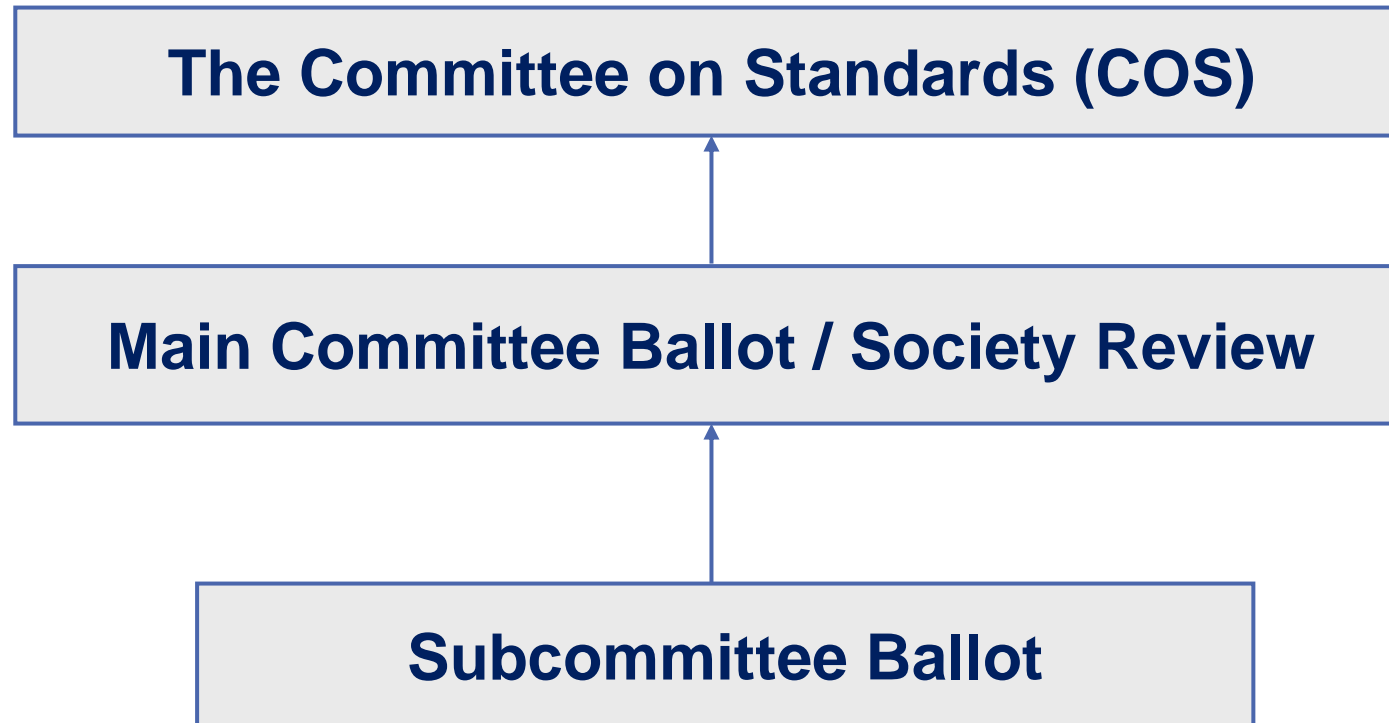 The Committee on Standards (COS)
Main Committee Ballot / Society Review
Subcommittee Ballot